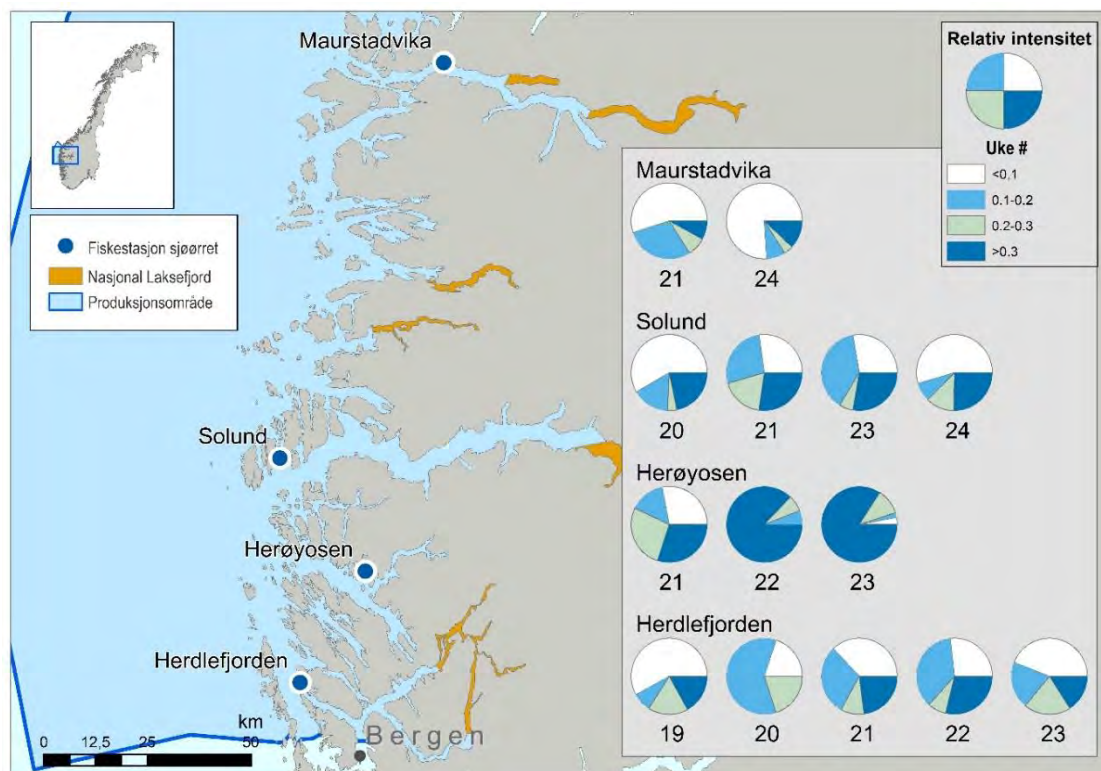 Maurstadvika
Solund
Herøyosen
Herdlefjorden
Bergen
km
0 12,5 25 50
Fiskestasjon sjøørret
Nasjonal Laksefjord
Produksjonsområde
Relativ intensitet
Uke #
<0.1
0.1-0.2
0.2-0.3
>0.3
Maurstadvika
21 24
Solund
20 21 23 24
Herøyosen
21 22 23
Herdlefjorden
19 20 21 22 23